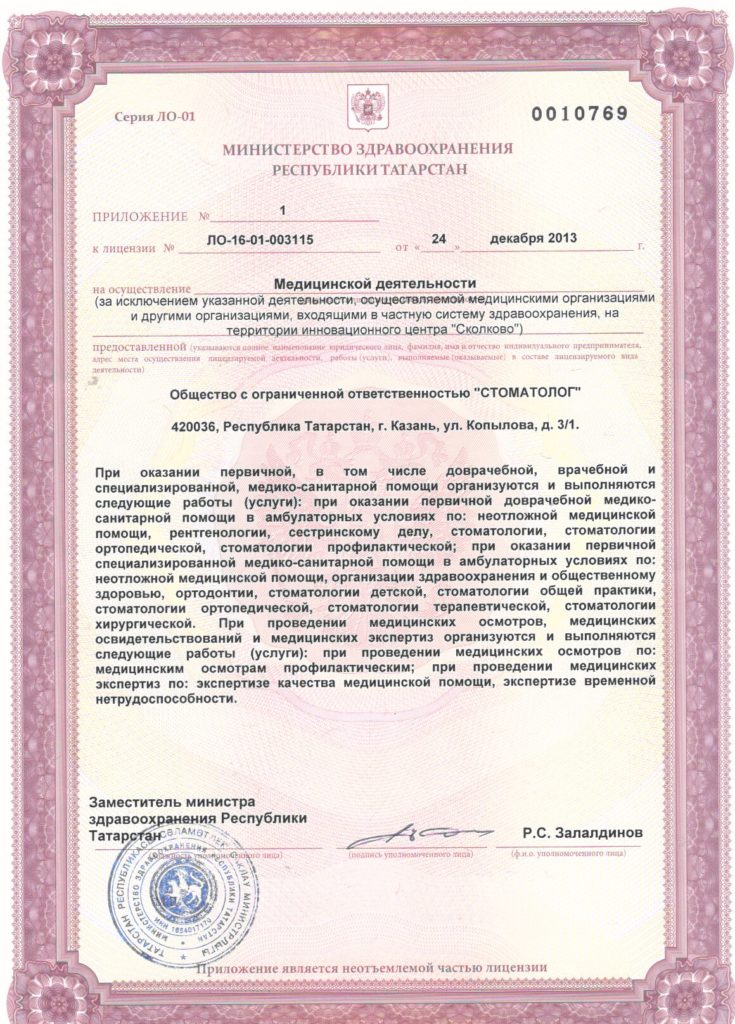 Серия ЛО-01
0010769
МИНИСТЕРСТВО ЗДРАВООХРАНЕНИЯ
РЕСПУБЛИКИ ТАТАРСТАН
ПРИЛОЖЕНИЕ № 1
к лицензии № ЛО-16-01-003115 от « 24 » декабря 2013 г.
на осуществление Медицинской деятельности
(за исключением указанной деятельности, осуществляемой медицинскими организациями
и другими организациями, входящими в частную систему здравоохранения, на
территории инновационного центра "Сколково")
предоставленной (указываются полное наименование юридического лица, фамилия, имя и отчество индивидуального предпринимателя,
адрес места осуществления лицензируемой деятельности, работы (услуги), выполняемые (оказываемые) в составе лицензируемого вида
деятельности)
Общество с ограниченной ответственностью "СТОМАТОЛОГ"
420036, Республика Татарстан, г. Казань, ул. Копылова, д. 3/1.
При оказании первичной, в том числе доврачебной, врачебной и
специализированной, медико-санитарной помощи организуются и выполняются
следующие работы (услуги): при оказании первичной доврачебной медико-
санитарной помощи в амбулаторных условиях по: неотложной медицинской
помощи, рентгенологии, сестринскому делу, стоматологии, стоматологии
ортопедической, стоматологии профилактической; при оказании первичной
специализированной медико-санитарной помощи в амбулаторных условиях по:
неотложной медицинской помощи, организации здравоохранения и общественному
здоровью, ортодонтии, стоматологии детской, стоматологии общей практики,
стоматологии ортопедической, стоматологии терапевтической, стоматологии
хирургической. При проведении медицинских осмотров, медицинских
освидетельствований и медицинских экспертиз организуются и выполняются
следующие работы (услуги): при проведении медицинских осмотров по:
медицинским осмотрам профилактическим; при проведении медицинских
экспертиз по: экспертизе качества медицинской помощи, экспертизе временной
нетрудоспособности.
Заместитель министра
здравоохранения Республики
Татарстан
Р.С. Залалдинов
(должность уполномоченного лица)
(подпись уполномоченного лица)
(ф.и.о. уполномоченного лица)
ТАТАРСТАН РЕСПУБЛИКАСЫ СӘЛАМӘТЛЕК САКЛАУ МИНИСТРЛЫГЫ
МИНИСТЕРСТВО ЗДРАВООХРАНЕНИЯ РЕСПУБЛИКИ ТАТАРСТАН
ИНН 1654017170
Приложение является неотъемлемой частью лицензии